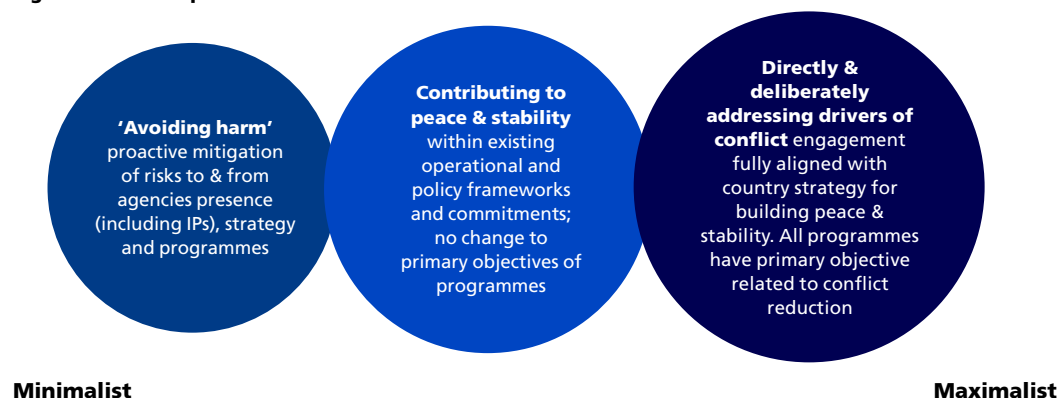 ‘Avoiding harm’
proactive mitigation
of risks to & from
agencies presence
(including IPs), strategy
and programmes
Contributing to
peace & stability
within existing
operational and
policy frameworks
and commitments;
no change to
primary objectives of
programmes
Directly &
deliberately
addressing drivers of
conflict engagement
fully aligned with
country strategy for
building peace &
stability. All programmes
have primary objective
related to conflict
reduction
Minimalist
Maximalist